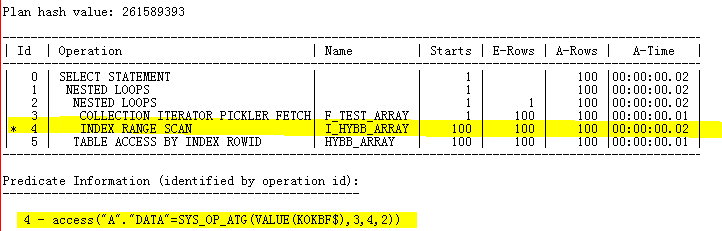 Plan hash value: 261589393
| Id | Operation | Name | Starts | E-Rows | A-Rows | A-Time |
| 0 | SELECT STATEMENT | | 1 | | 100 |00:00:00.02 |
| 1 | NESTED LOOPS | | 1 | | 100 |00:00:00.02 |
| 2 | NESTED LOOPS | | 1 | 1 | 100 |00:00:00.02 |
| 3 | COLLECTION ITERATOR PICKLER FETCH | F_TEST_ARRAY | 1 | 100 | 100 |00:00:00.01 |
|* 4 | INDEX RANGE SCAN | I_HYBB_ARRAY | 100 | 100 | 100 |00:00:00.02 |
| 5 | TABLE ACCESS BY INDEX ROWID | HYBB_ARRAY | 100 | 100 | 100 |00:00:00.01 |
Predicate Information (identified by operation id):
4 - access("A"."DATA"=SYS_OP_ATG(VALUE(KOKBF$),3,4,2))